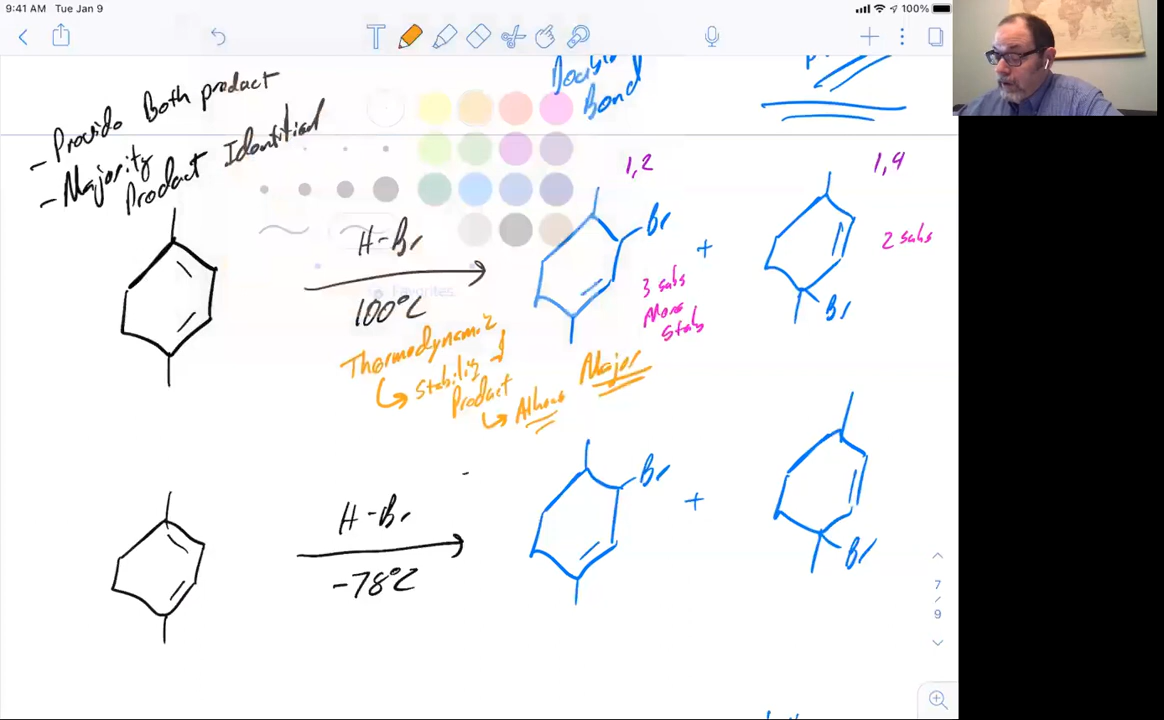 9:41 AM Tue Jan 9
100%
Bond
- Provide Both product
- Majority
Product Identified
1,2
1,4
H-Br
100°C
Br
+
Br
2 subs
3 subs
More
stab
Favorites
Thermodynamic
↳ Stability of
Product
↳ Alkene
Major
H-Br
-78°C
Br
+
Br
7
/
9